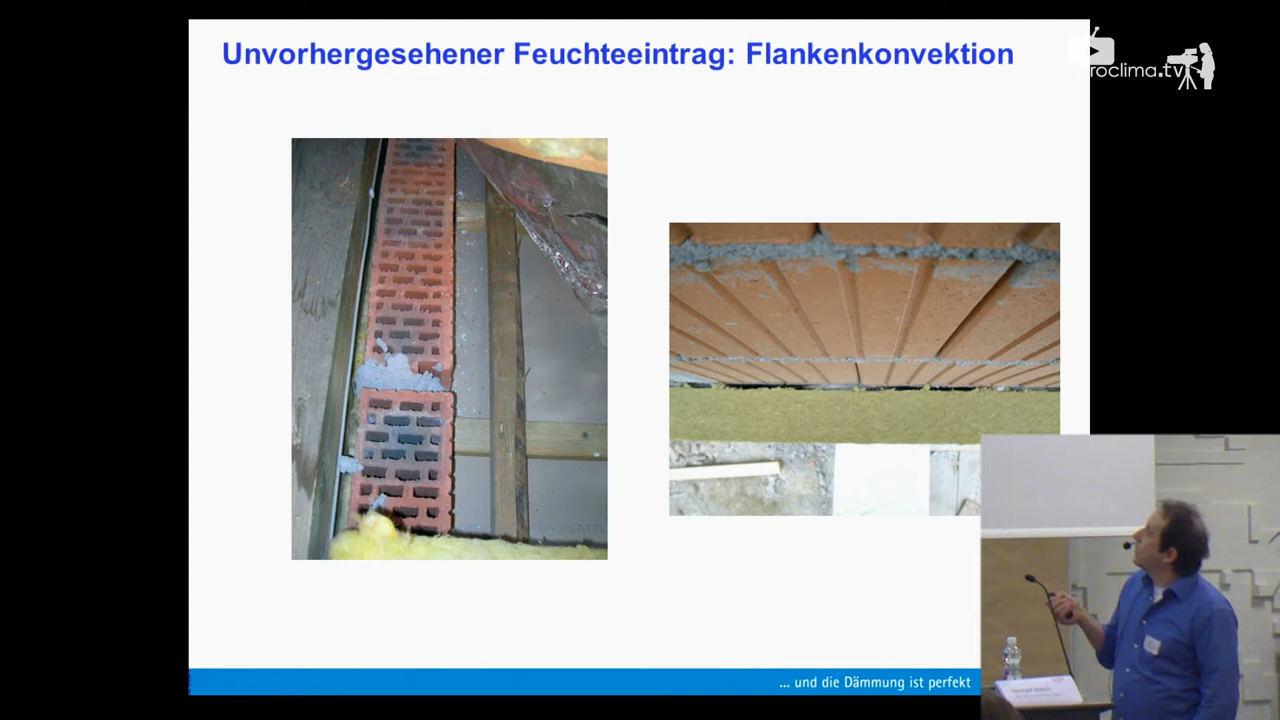 Unvorhergesehener Feuchteeintrag: Flankenkonvektion
roclima.tv
... und die Dämmung ist perfekt